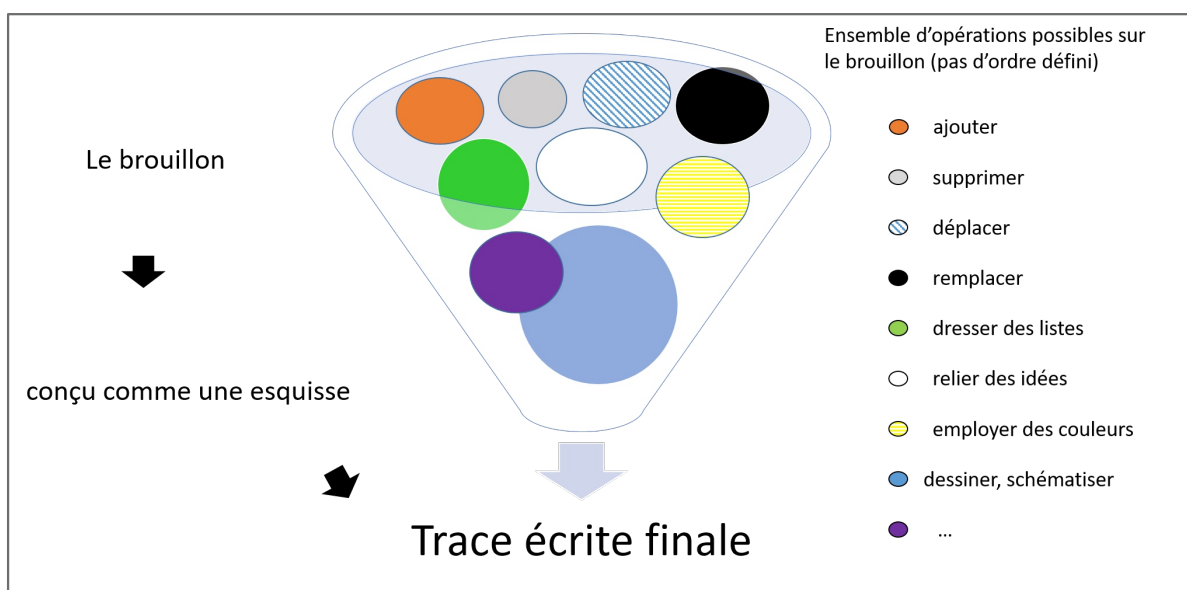 Le brouillon
conçu comme une esquisse
Trace écrite finale
Ensemble d’opérations possibles sur
le brouillon (pas d’ordre défini)
ajouter
supprimer
déplacer
remplacer
dresser des listes
relier des idées
employer des couleurs
dessiner, schématiser
...